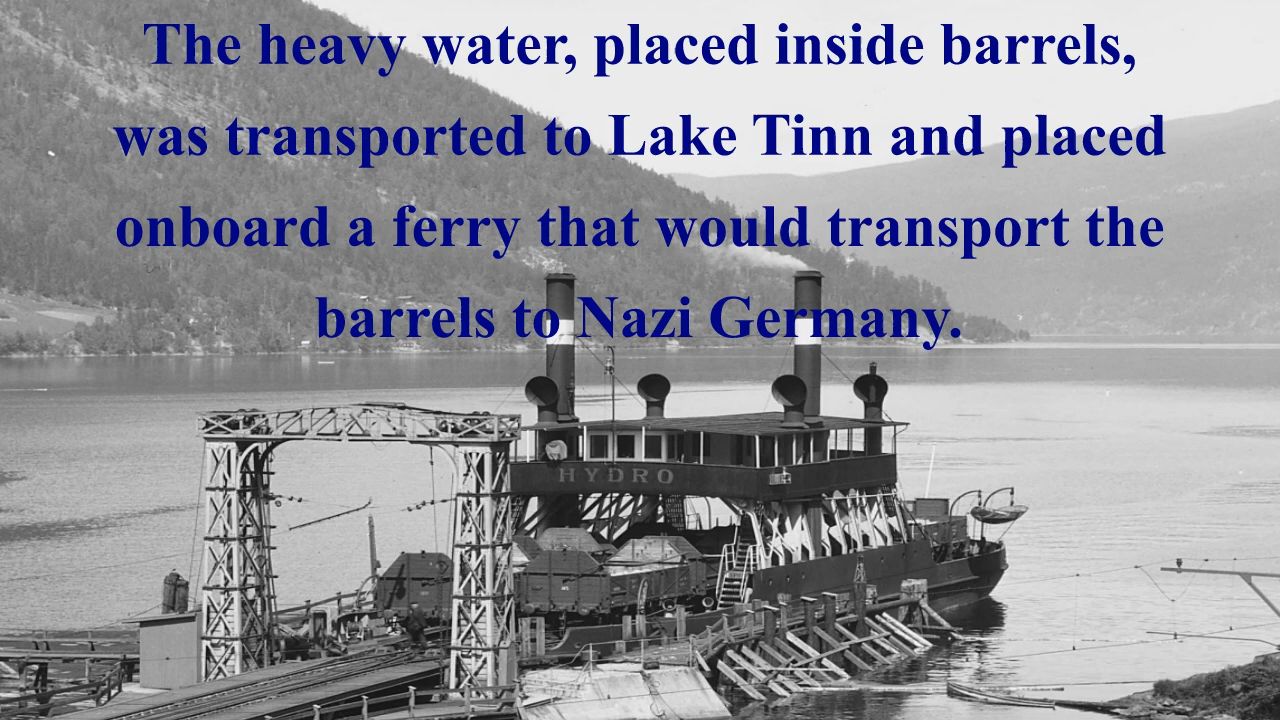 The heavy water, placed inside barrels,
was transported to Lake Tinn and placed
onboard a ferry that would transport the
barrels to Nazi Germany.
HYDRO